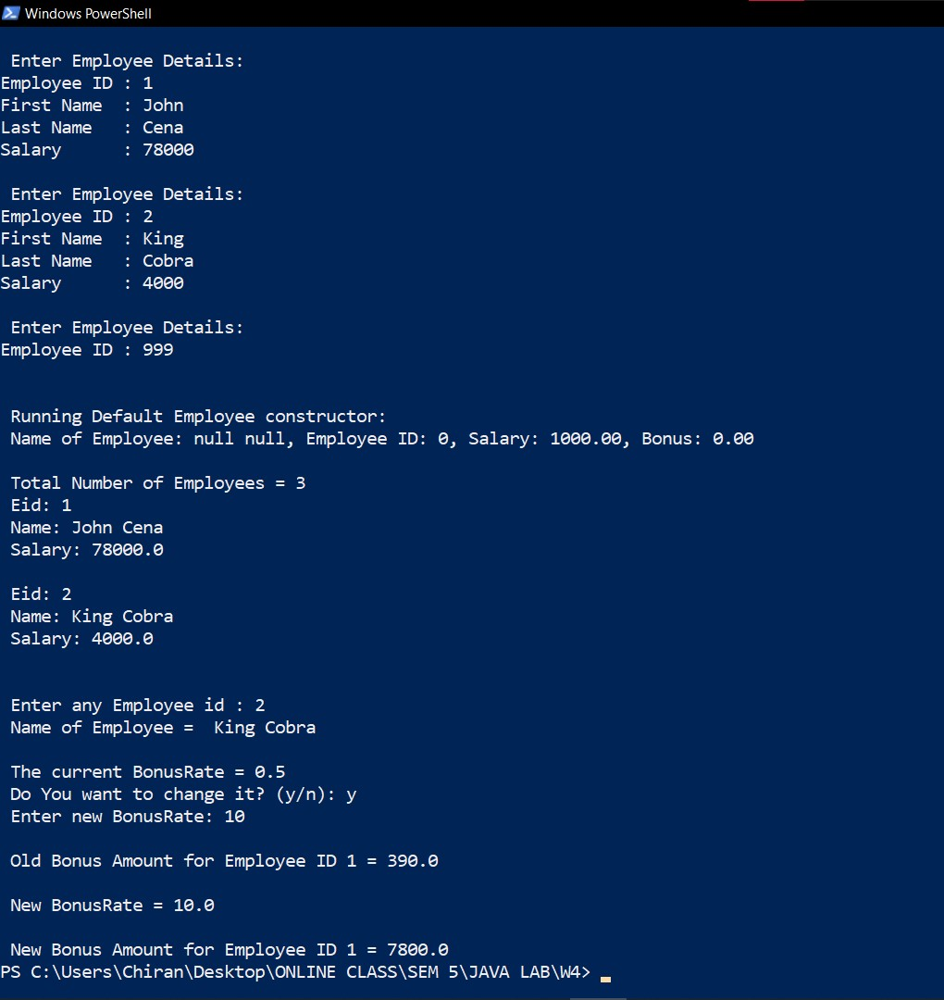 Windows PowerShell
Enter Employee Details:
Employee ID : 1
First Name  : John
Last Name   : Cena
Salary      : 78000
Enter Employee Details:
Employee ID : 2
First Name  : King
Last Name   : Cobra
Salary      : 4000
Enter Employee Details:
Employee ID : 999
Running Default Employee constructor:
Name of Employee: null null, Employee ID: 0, Salary: 1000.00, Bonus: 0.00
Total Number of Employees = 3
Eid: 1
Name: John Cena
Salary: 78000.0
Eid: 2
Name: King Cobra
Salary: 4000.0
Enter any Employee id : 2
Name of Employee =  King Cobra
The current BonusRate = 0.5
Do You want to change it? (y/n): y
Enter new BonusRate: 10
Old Bonus Amount for Employee ID 1 = 390.0
New BonusRate = 10.0
New Bonus Amount for Employee ID 1 = 7800.0
PS C:\Users\Chiran\Desktop\ONLINE CLASS\SEM 5\JAVA LAB\W4>